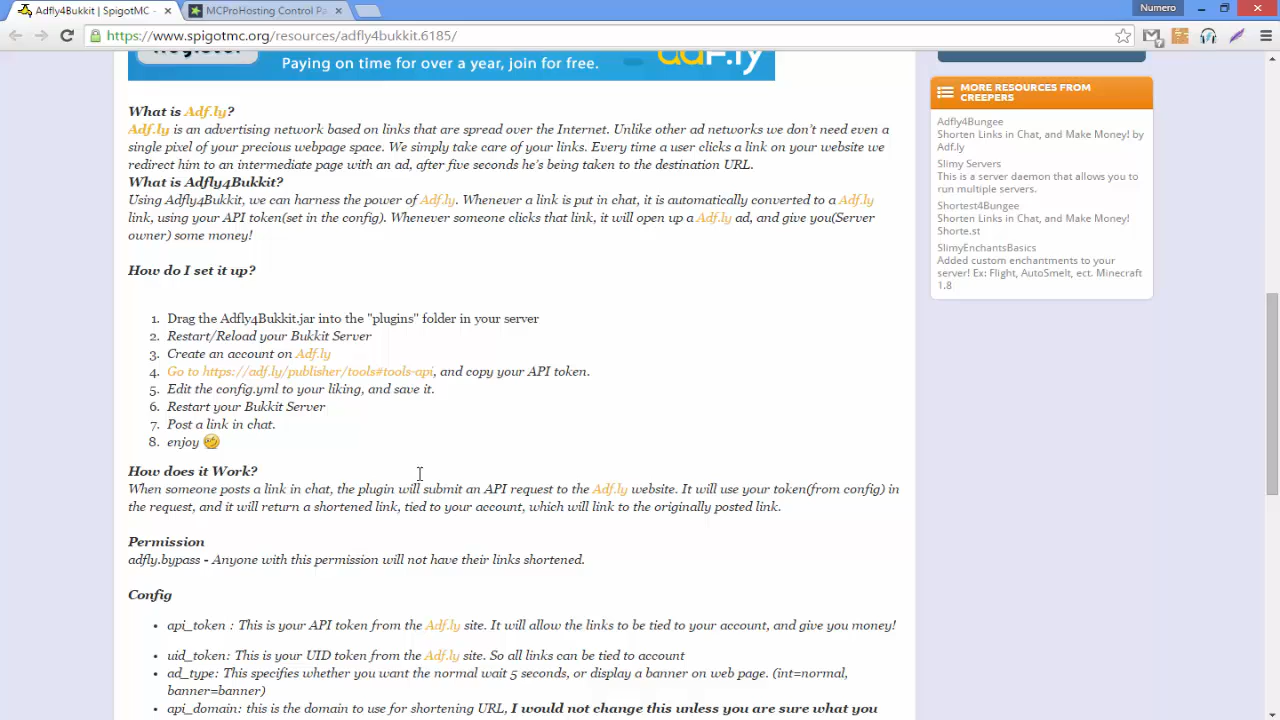 Adfly4Bukkit | SpigotMC -
MCProHosting Control Pa
Numero
https://www.spigotmc.org/resources/adfly4bukkit.6185/
Register
Paying on time for over a year, join for free.
adf.ly
What is Adf.ly?
Adf.ly is an advertising network based on links that are spread over the Internet. Unlike other ad networks we don't need even a
single pixel of your precious webpage space. We simply take care of your links. Every time a user clicks a link on your website we
redirect him to an intermediate page with an ad, after five seconds he's being taken to the destination URL.
What is Adfly4Bukkit?
Using Adfly4Bukkit, we can harness the power of Adf.ly. Whenever a link is put in chat, it is automatically converted to a Adf.ly
link, using your API token(set in the config). Whenever someone clicks that link, it will open up a Adf.ly ad, and give you(Server
owner) some money!
How do I set it up?
1. Drag the Adfly4Bukkit.jar into the "plugins" folder in your server
2. Restart/Reload your Bukkit Server
3. Create an account on Adf.ly
4. Go to https://adf.ly/publisher/tools#tools-api, and copy your API token.
5. Edit the config.yml to your liking, and save it.
6. Restart your Bukkit Server
7. Post a link in chat.
8. enjoy
How does it Work?
When someone posts a link in chat, the plugin will submit an API request to the Adf.ly website. It will use your token(from config) in
the request, and it will return a shortened link, tied to your account, which will link to the originally posted link.
Permission
adfly.bypass - Anyone with this permission will not have their links shortened.
Config
• api_token : This is your API token from the Adf.ly site. It will allow the links to be tied to your account, and give you money!
• uid_token: This is your UID token from the Adf.ly site. So all links can be tied to account
• ad_type: This specifies whether you want the normal wait 5 seconds, or display a banner on web page. (int=normal,
banner=banner)
• api_domain: this is the domain to use for shortening URL, I would not change this unless you are sure what you
MORE RESOURCES FROM
CREEPERS
Adfly4Bungee
Shorten Links in Chat, and Make Money! by
Adf.ly
Slimy Servers
This is a server daemon that allows you to
run multiple servers.
Shortest4Bungee
Shorten Links in Chat, and Make Money!
Shorte.st
SlimyEnchantsBasics
Added custom enchantments to your
server! Ex: Flight, AutoSmelt, ect. Minecraft
1.8